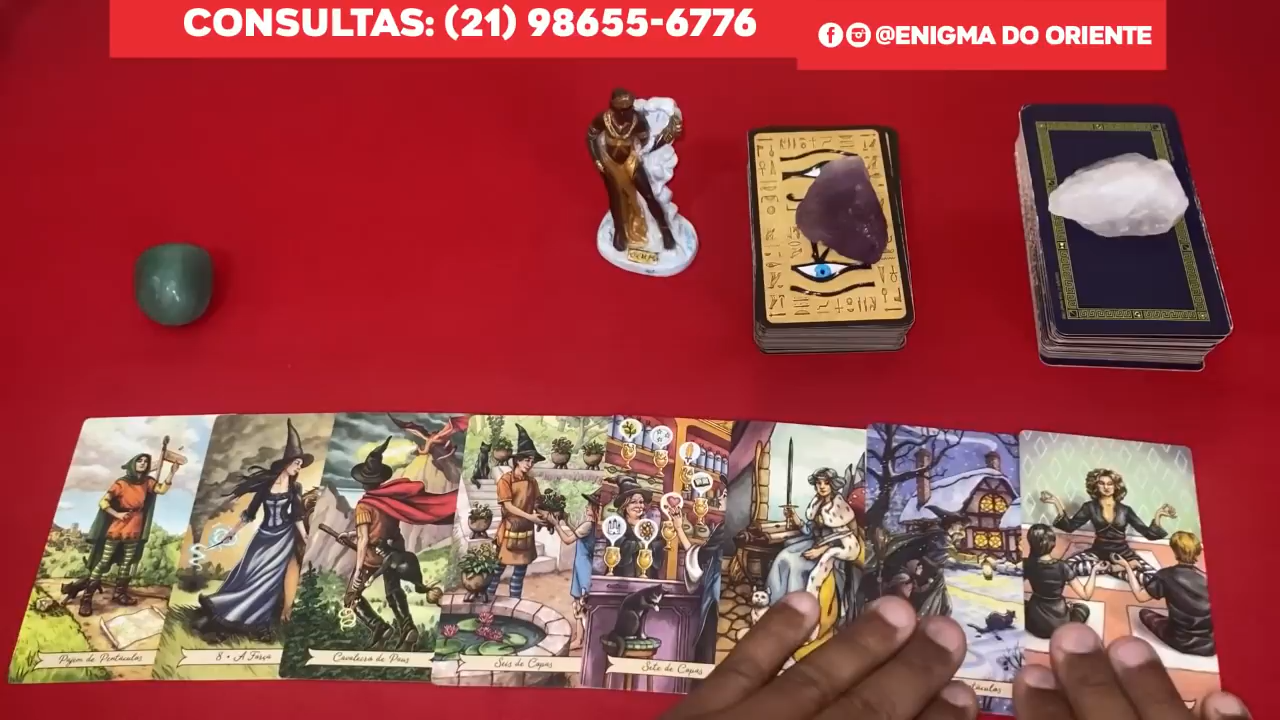 CONSULTAS: (21) 98655-6776
@ENIGMA DO ORIENTE
Pajem de Pentáculos
8 • A Força
Cavaleiro de Paus
Seis de Copas
Sete de Copas